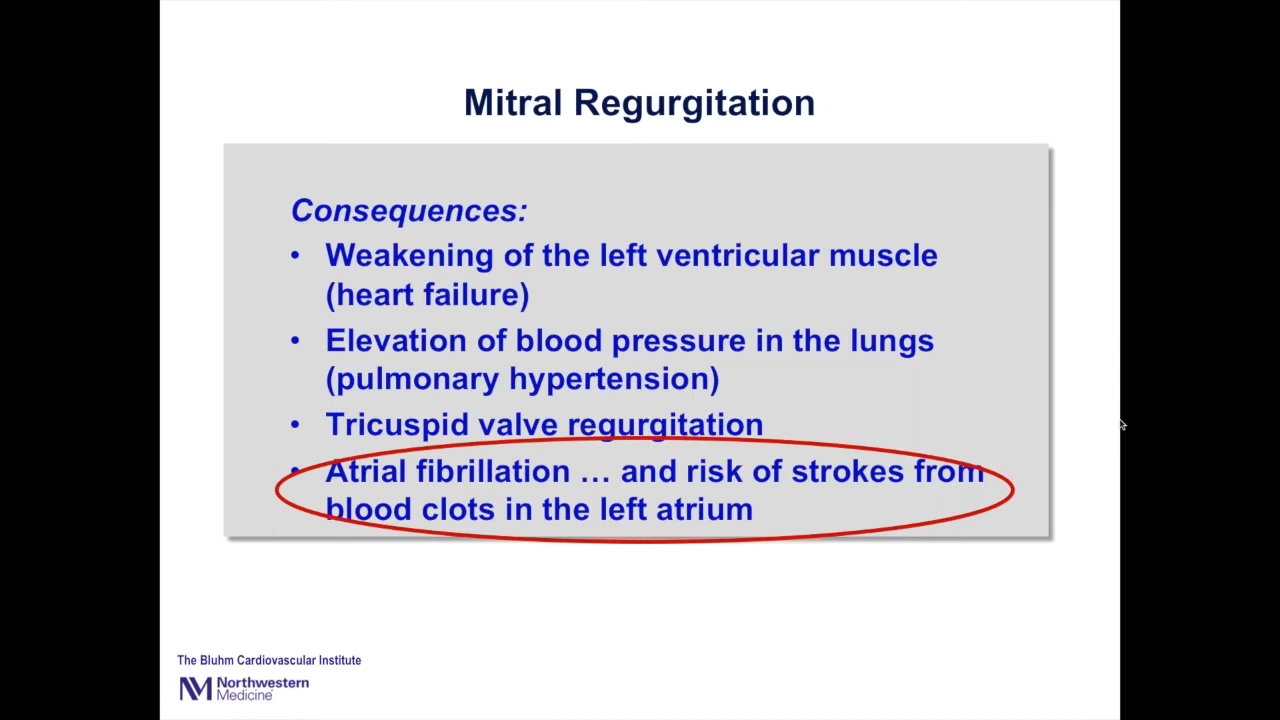 Mitral Regurgitation
Consequences:
• Weakening of the left ventricular muscle
(heart failure)
• Elevation of blood pressure in the lungs
(pulmonary hypertension)
• Tricuspid valve regurgitation
• Atrial fibrillation … and risk of strokes from
blood clots in the left atrium
The Bluhm Cardiovascular Institute
NM Northwestern
Medicine®